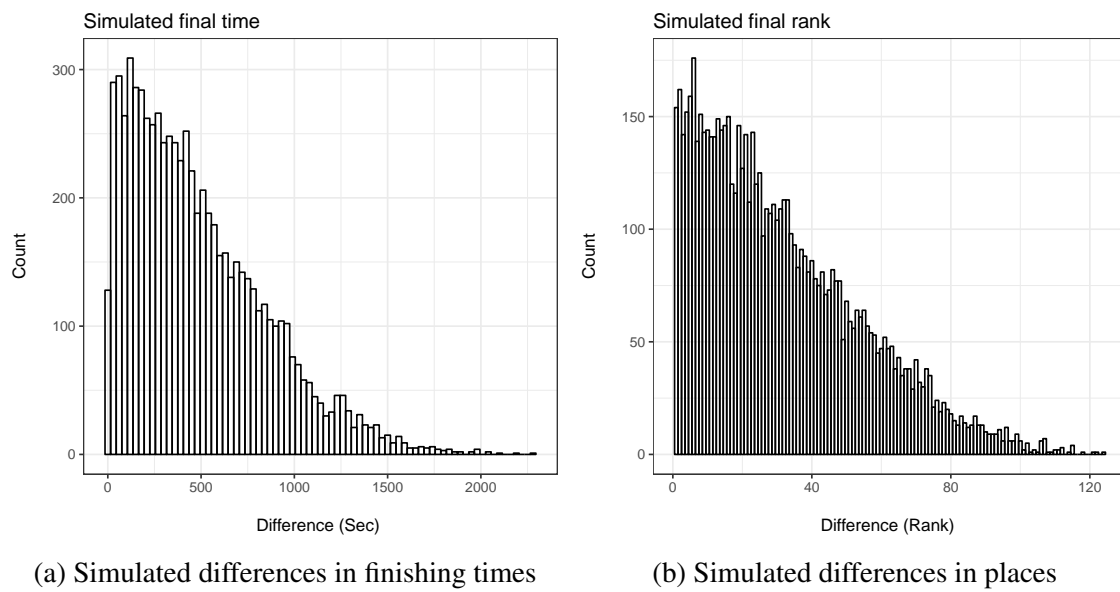 Simulated final time
300
200
100
0
Count
0 500 1000 1500 2000
Difference (Sec)
(a) Simulated differences in finishing times
Simulated final rank
150
100
50
0
Count
0 40 80 120
Difference (Rank)
(b) Simulated differences in places